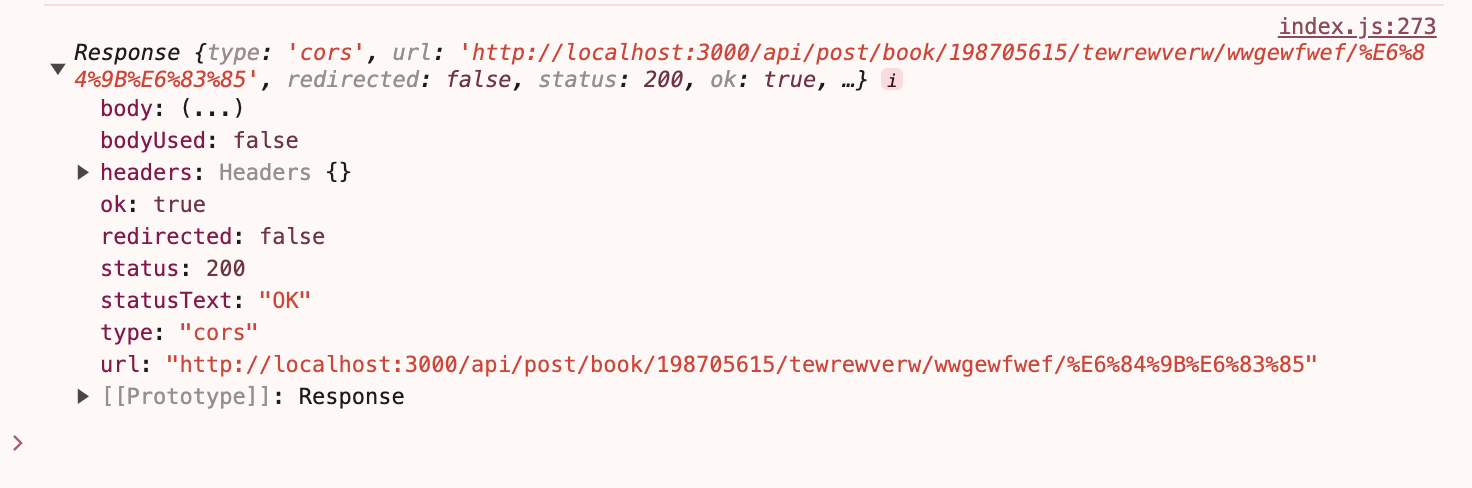 index.js:273
Response {type: 'cors', url: 'http://localhost:3000/api/post/book/198705615/tewrewverw/wwgewfwef/%E6%8
4%9B%E6%83%85', redirected: false, status: 200, ok: true, …} i
body: (...)
bodyUsed: false
headers: Headers {}
ok: true
redirected: false
status: 200
statusText: "OK"
type: "cors"
url: "http://localhost:3000/api/post/book/198705615/tewrewverw/wwgewfwef/%E6%84%9B%E6%83%85"
[[Prototype]]: Response